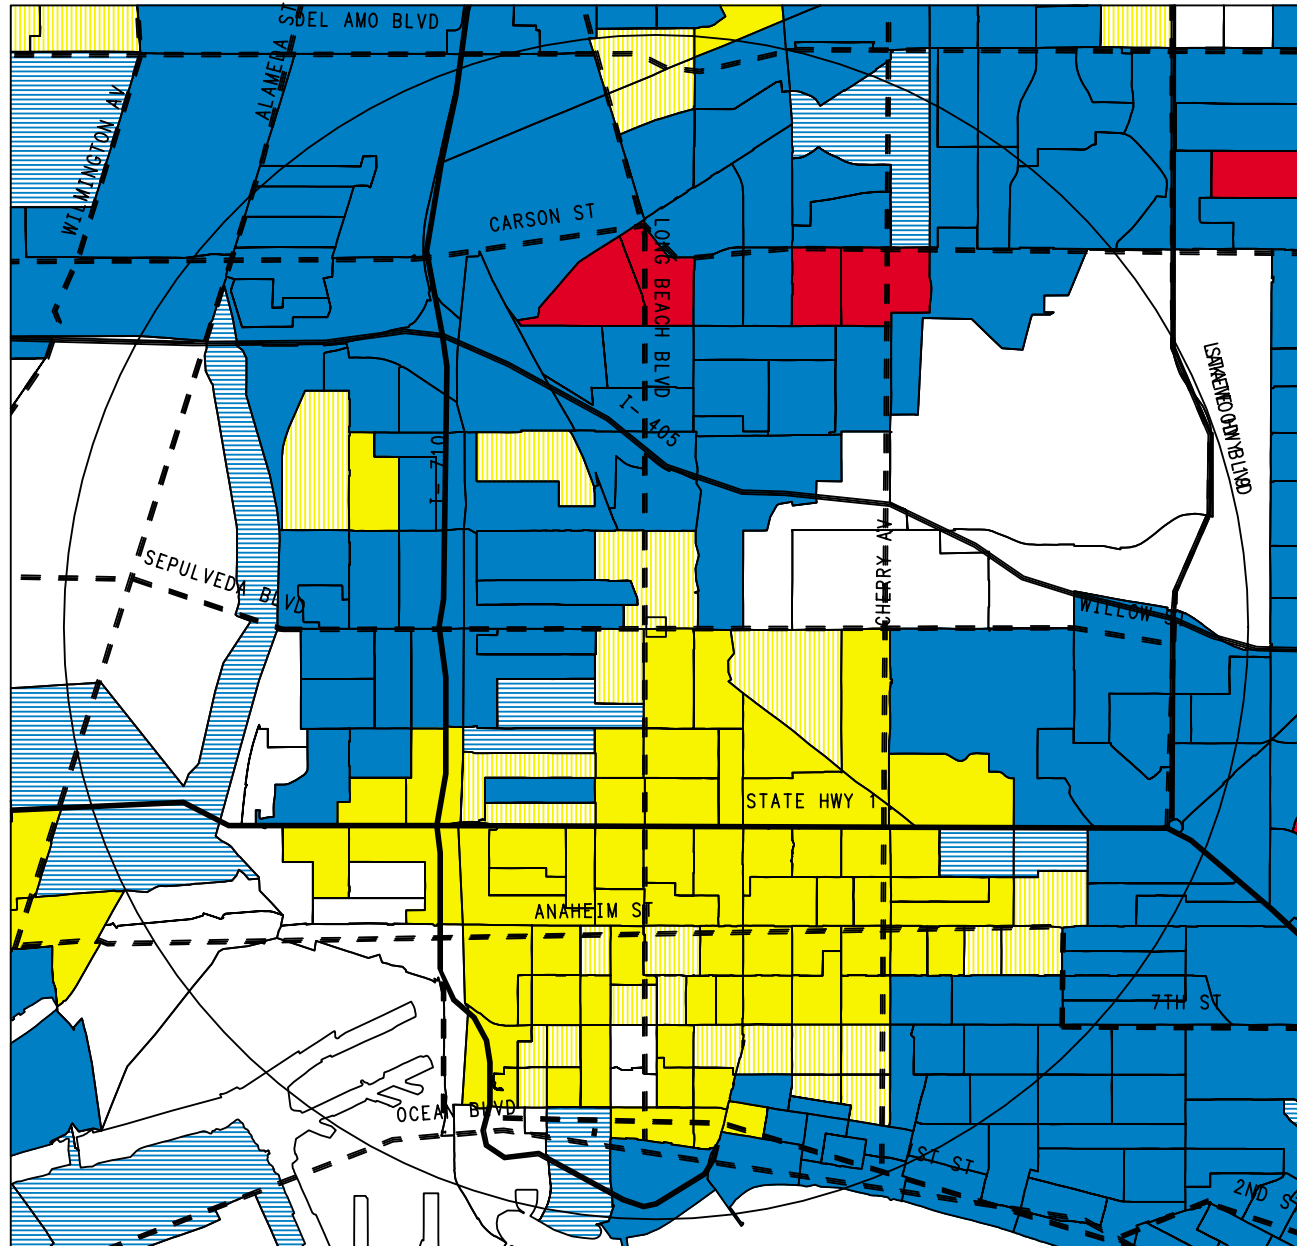 DEL AMO BLVD
ALAMEDA ST
WILMINGTON AV
CARSON ST
LONG BEACH BLVD
I- 405
I- 710
SEPULVEDA BLVD
CHERRY AV
WILLOW ST
STATE HWY 1
ANAHEIM ST
7TH ST
OCEAN BLVD
ST ST
2ND S